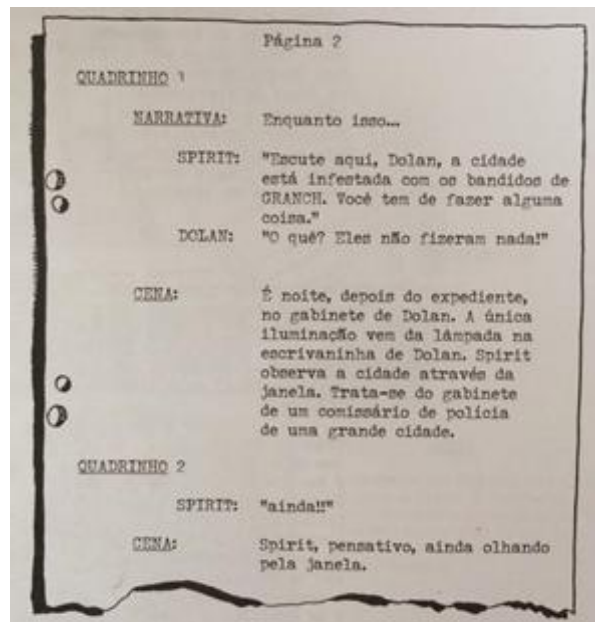 Página 2
QUADRINHO 1
NARRATIVA: Enquanto isso...
SPIRIT: "Escute aqui, Dolan, a cidade
está infestada com os bandidos de
GRANCH. Você tem de fazer alguma
coisa."
DOLAN: "O quê? Eles não fizeram nada!"
CENA: É noite, depois do expediente,
no gabinete de Dolan. A única
iluminação vem da lâmpada na
escrivaninha de Dolan. Spirit
observa a cidade através da
janela. Trata-se do gabinete
de um comissário de polícia
de uma grande cidade.
QUADRINHO 2
SPIRIT: "ainda!!"
CENA: Spirit, pensativo, ainda olhando
pela janela.